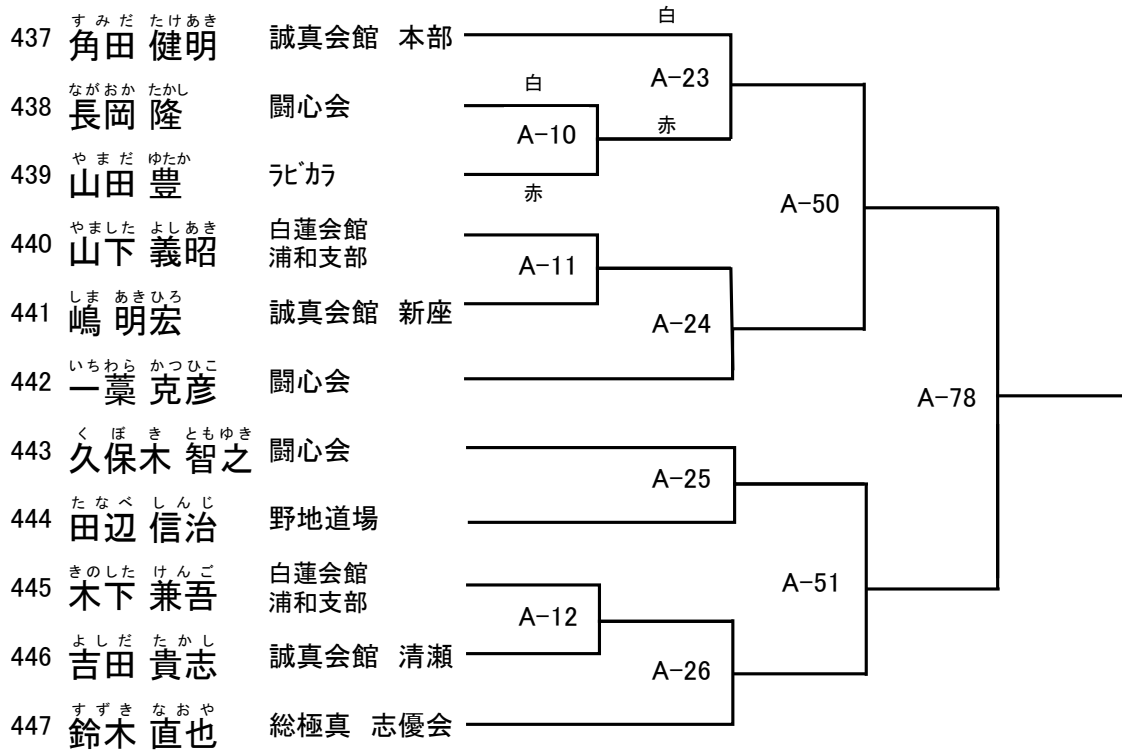 すみだ たけあき
437 角田 健明 誠真会館 本部
白
A-23
ながおか たかし
438 長岡 隆 闘心会
白
A-10
赤
やまだ ゆたか
439 山田 豊 ﾗﾋﾞｶﾗ
赤
A-50
やました よしあき
440 山下 義昭 白蓮会館
浦和支部
A-11
しま あきひろ
441 嶋 明宏 誠真会館 新座
A-24
いちわら かつひこ
442 一藁 克彦 闘心会
A-78
くぼき ともゆき
443 久保木 智之 闘心会
A-25
たなべ しんじ
444 田辺 信治 野地道場
A-51
きのした けんご
445 木下 兼吾 白蓮会館
浦和支部
A-12
よしだ たかし
446 吉田 貴志 誠真会館 清瀬
A-26
すずき なおや
447 鈴木 直也 総極真 志優会